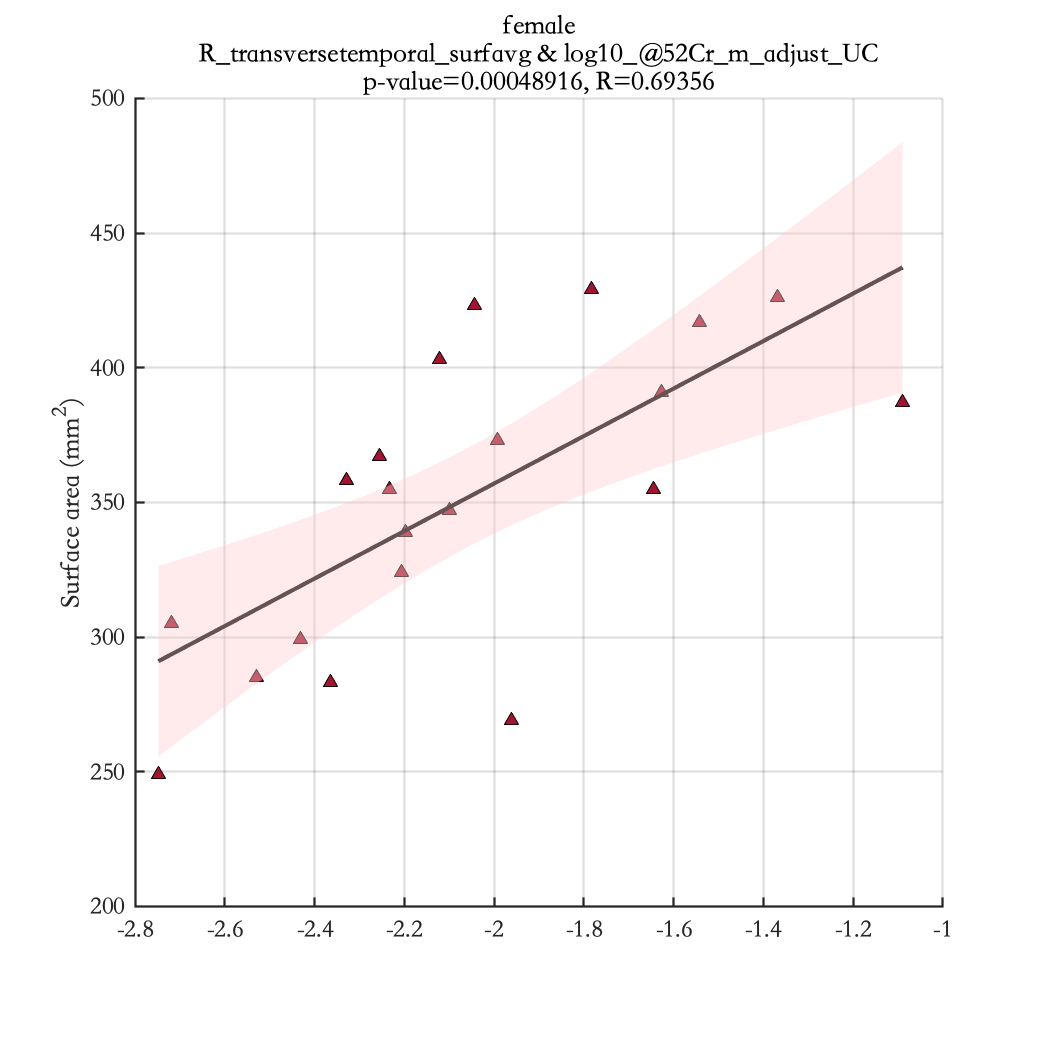 female
R_transversetemporal_surfavg & log10_@52Cr_m_adjust_UC
p-value=0.00048916, R=0.69356
500
450
400
350
300
250
200
Surface area (mm²)
-2.8 -2.6 -2.4 -2.2 -2 -1.8 -1.6 -1.4 -1.2 -1